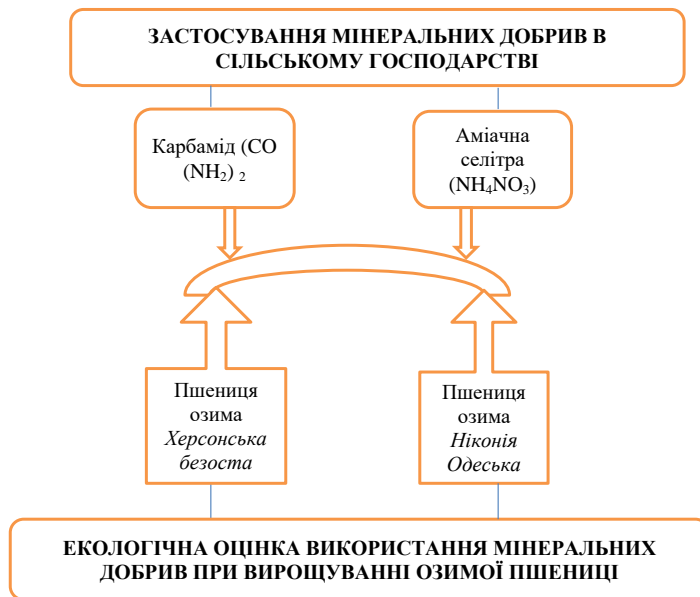 ЗАСТОСУВАННЯ МІНЕРАЛЬНИХ ДОБРИВ В
СІЛЬСЬКОМУ ГОСПОДАРСТВІ
Карбамід (CO
(NH₂) ₂
Аміачна
селітра
(NH₄NO₃)
Пшениця
озима
Херсонська
безоста
Пшениця
озима
Ніконія
Одеська
ЕКОЛОГІЧНА ОЦІНКА ВИКОРИСТАННЯ МІНЕРАЛЬНИХ
ДОБРИВ ПРИ ВИРОЩУВАННІ ОЗИМОЇ ПШЕНИЦІ